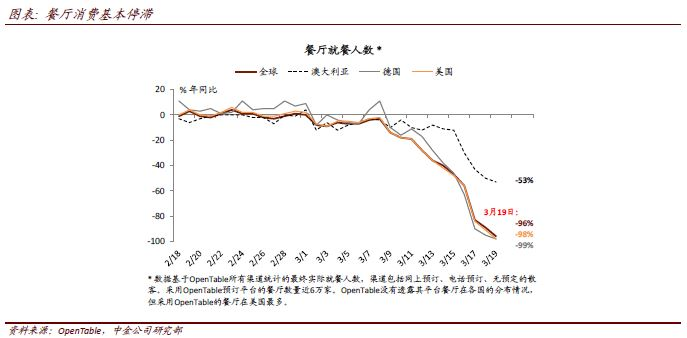 图表: 餐厅消费基本停滞
餐厅就餐人数 *
全球 澳大利亚 德国 美国
% 年同比
20
0
-20
-40
-60
-80
-100
-53%
3月19日:
-96%
-98%
-99%
2/18 2/20 2/22 2/24 2/26 2/28 3/1 3/3 3/5 3/7 3/9 3/11 3/13 3/15 3/17 3/19
* 数据基于OpenTable所有渠道统计的最终实际就餐人数，渠道包括网上预订、电话预订、无预定的散
客。采用OpenTable预订平台的餐厅数量近6万家。OpenTable没有透露其平台餐厅在各国的分布情况，
但采用OpenTable的餐厅在美国最多。
资料来源：OpenTable，中金公司研究部